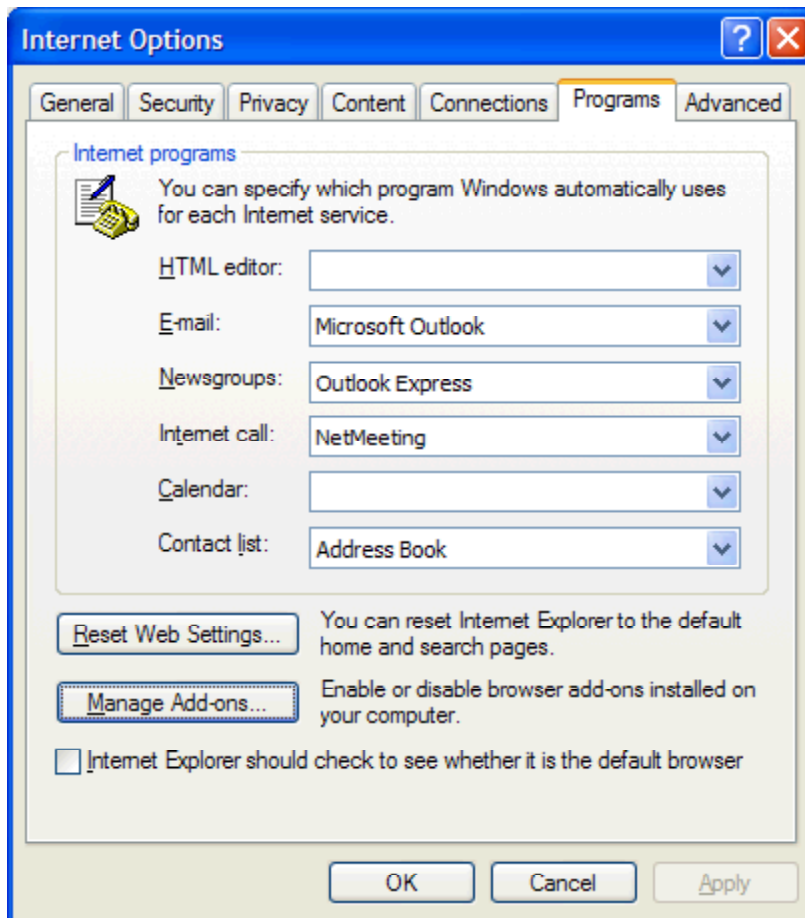 Internet Options
General Security Privacy Content Connections Programs Advanced
Internet programs
You can specify which program Windows automatically uses
for each Internet service.
HTML editor:
E-mail: Microsoft Outlook
Newsgroups: Outlook Express
Internet call: NetMeeting
Calendar:
Contact list: Address Book
Reset Web Settings... You can reset Internet Explorer to the default
home and search pages.
Manage Add-ons... Enable or disable browser add-ons installed on
your computer.
Internet Explorer should check to see whether it is the default browser
OK Cancel Apply